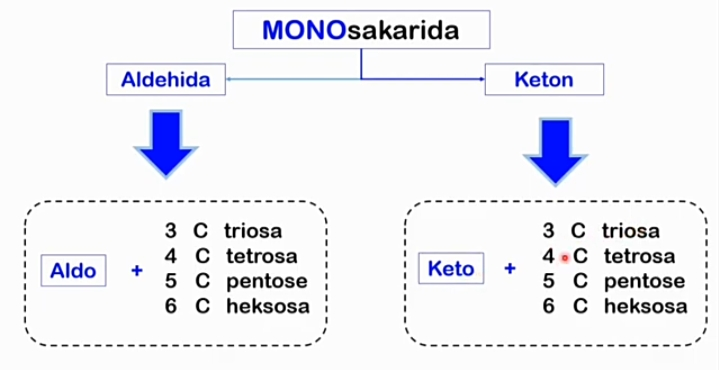 MONOsakarida
Aldehida
Keton
Aldo + 3 C triosa
4 C tetrosa
5 C pentose
6 C heksosa
Keto + 3 C triosa
4 C tetrosa
5 C pentose
6 C heksosa